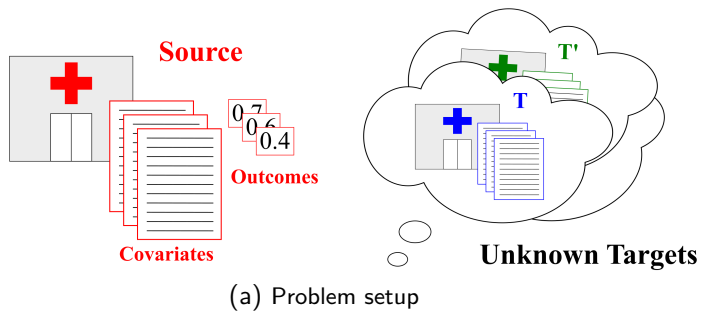 Source
T'
T
0.7
0.6
0.4
Outcomes
Covariates
Unknown Targets
(a) Problem setup